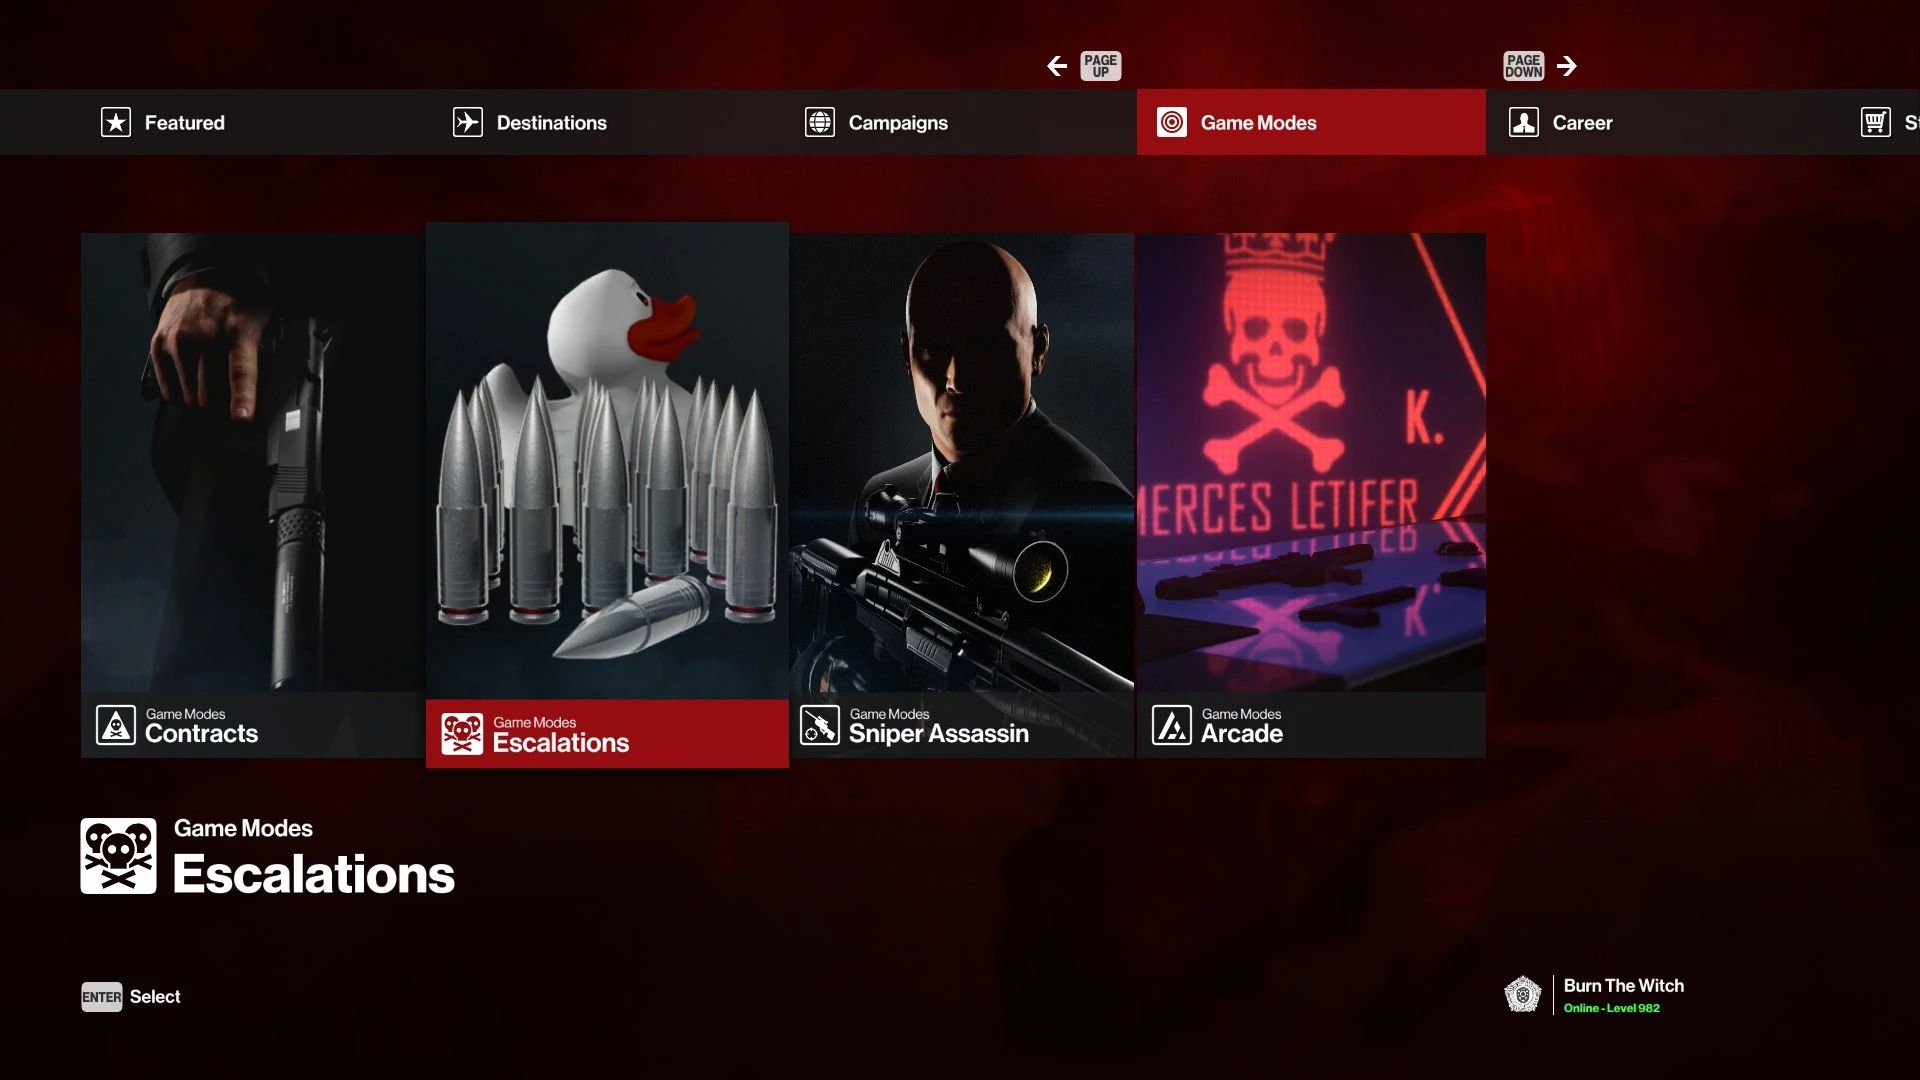 PAGE UP
PAGE DOWN
Featured
Destinations
Campaigns
Game Modes
Career
St
K.
MERCES LETIFER
K
Game Modes
Contracts
Game Modes
Escalations
Game Modes
Sniper Assassin
Game Modes
Arcade
Game Modes
Escalations
ENTER Select
Burn The Witch
Online - Level 982